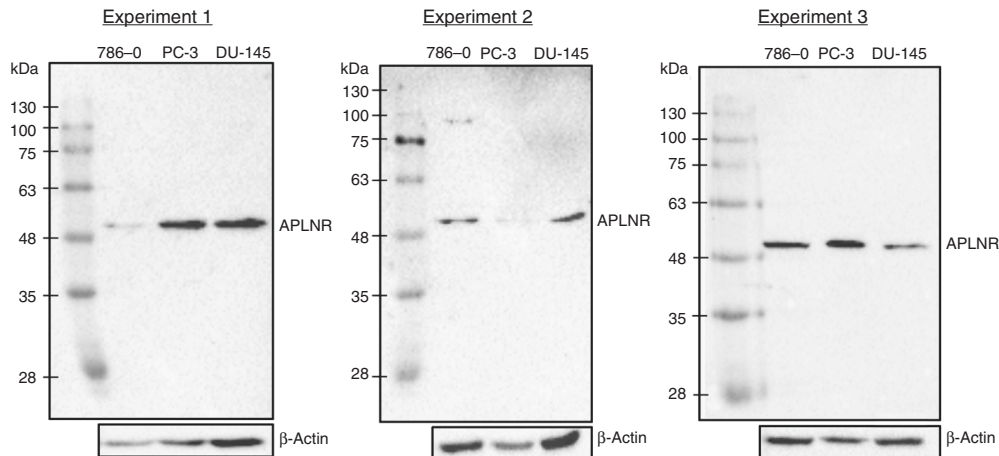 Experiment 1
786–0 PC-3 DU-145
kDa
130
100
75
63
48
35
28
APLNR
β-Actin
Experiment 2
786–0 PC-3 DU-145
kDa
130
100
75
63
48
35
28
APLNR
β-Actin
Experiment 3
786–0 PC-3 DU-145
kDa
130
100
75
63
48
35
28
APLNR
β-Actin